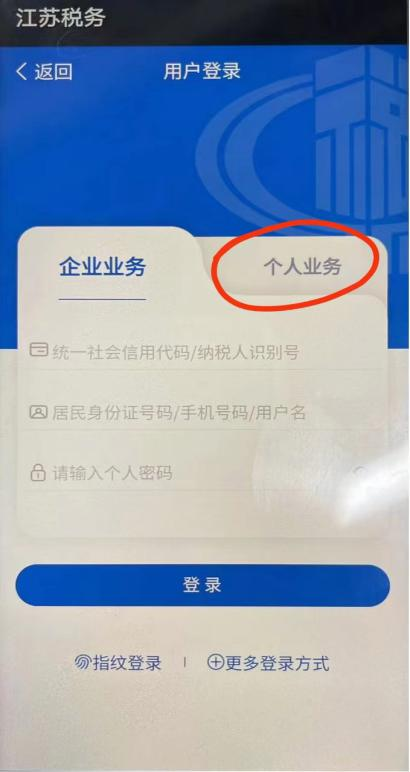 江苏税务
返回
用户登录
企业业务
个人业务
统一社会信用代码/纳税人识别号
居民身份证号码/手机号码/用户名
请输入个人密码
登录
指纹登录
更多登录方式